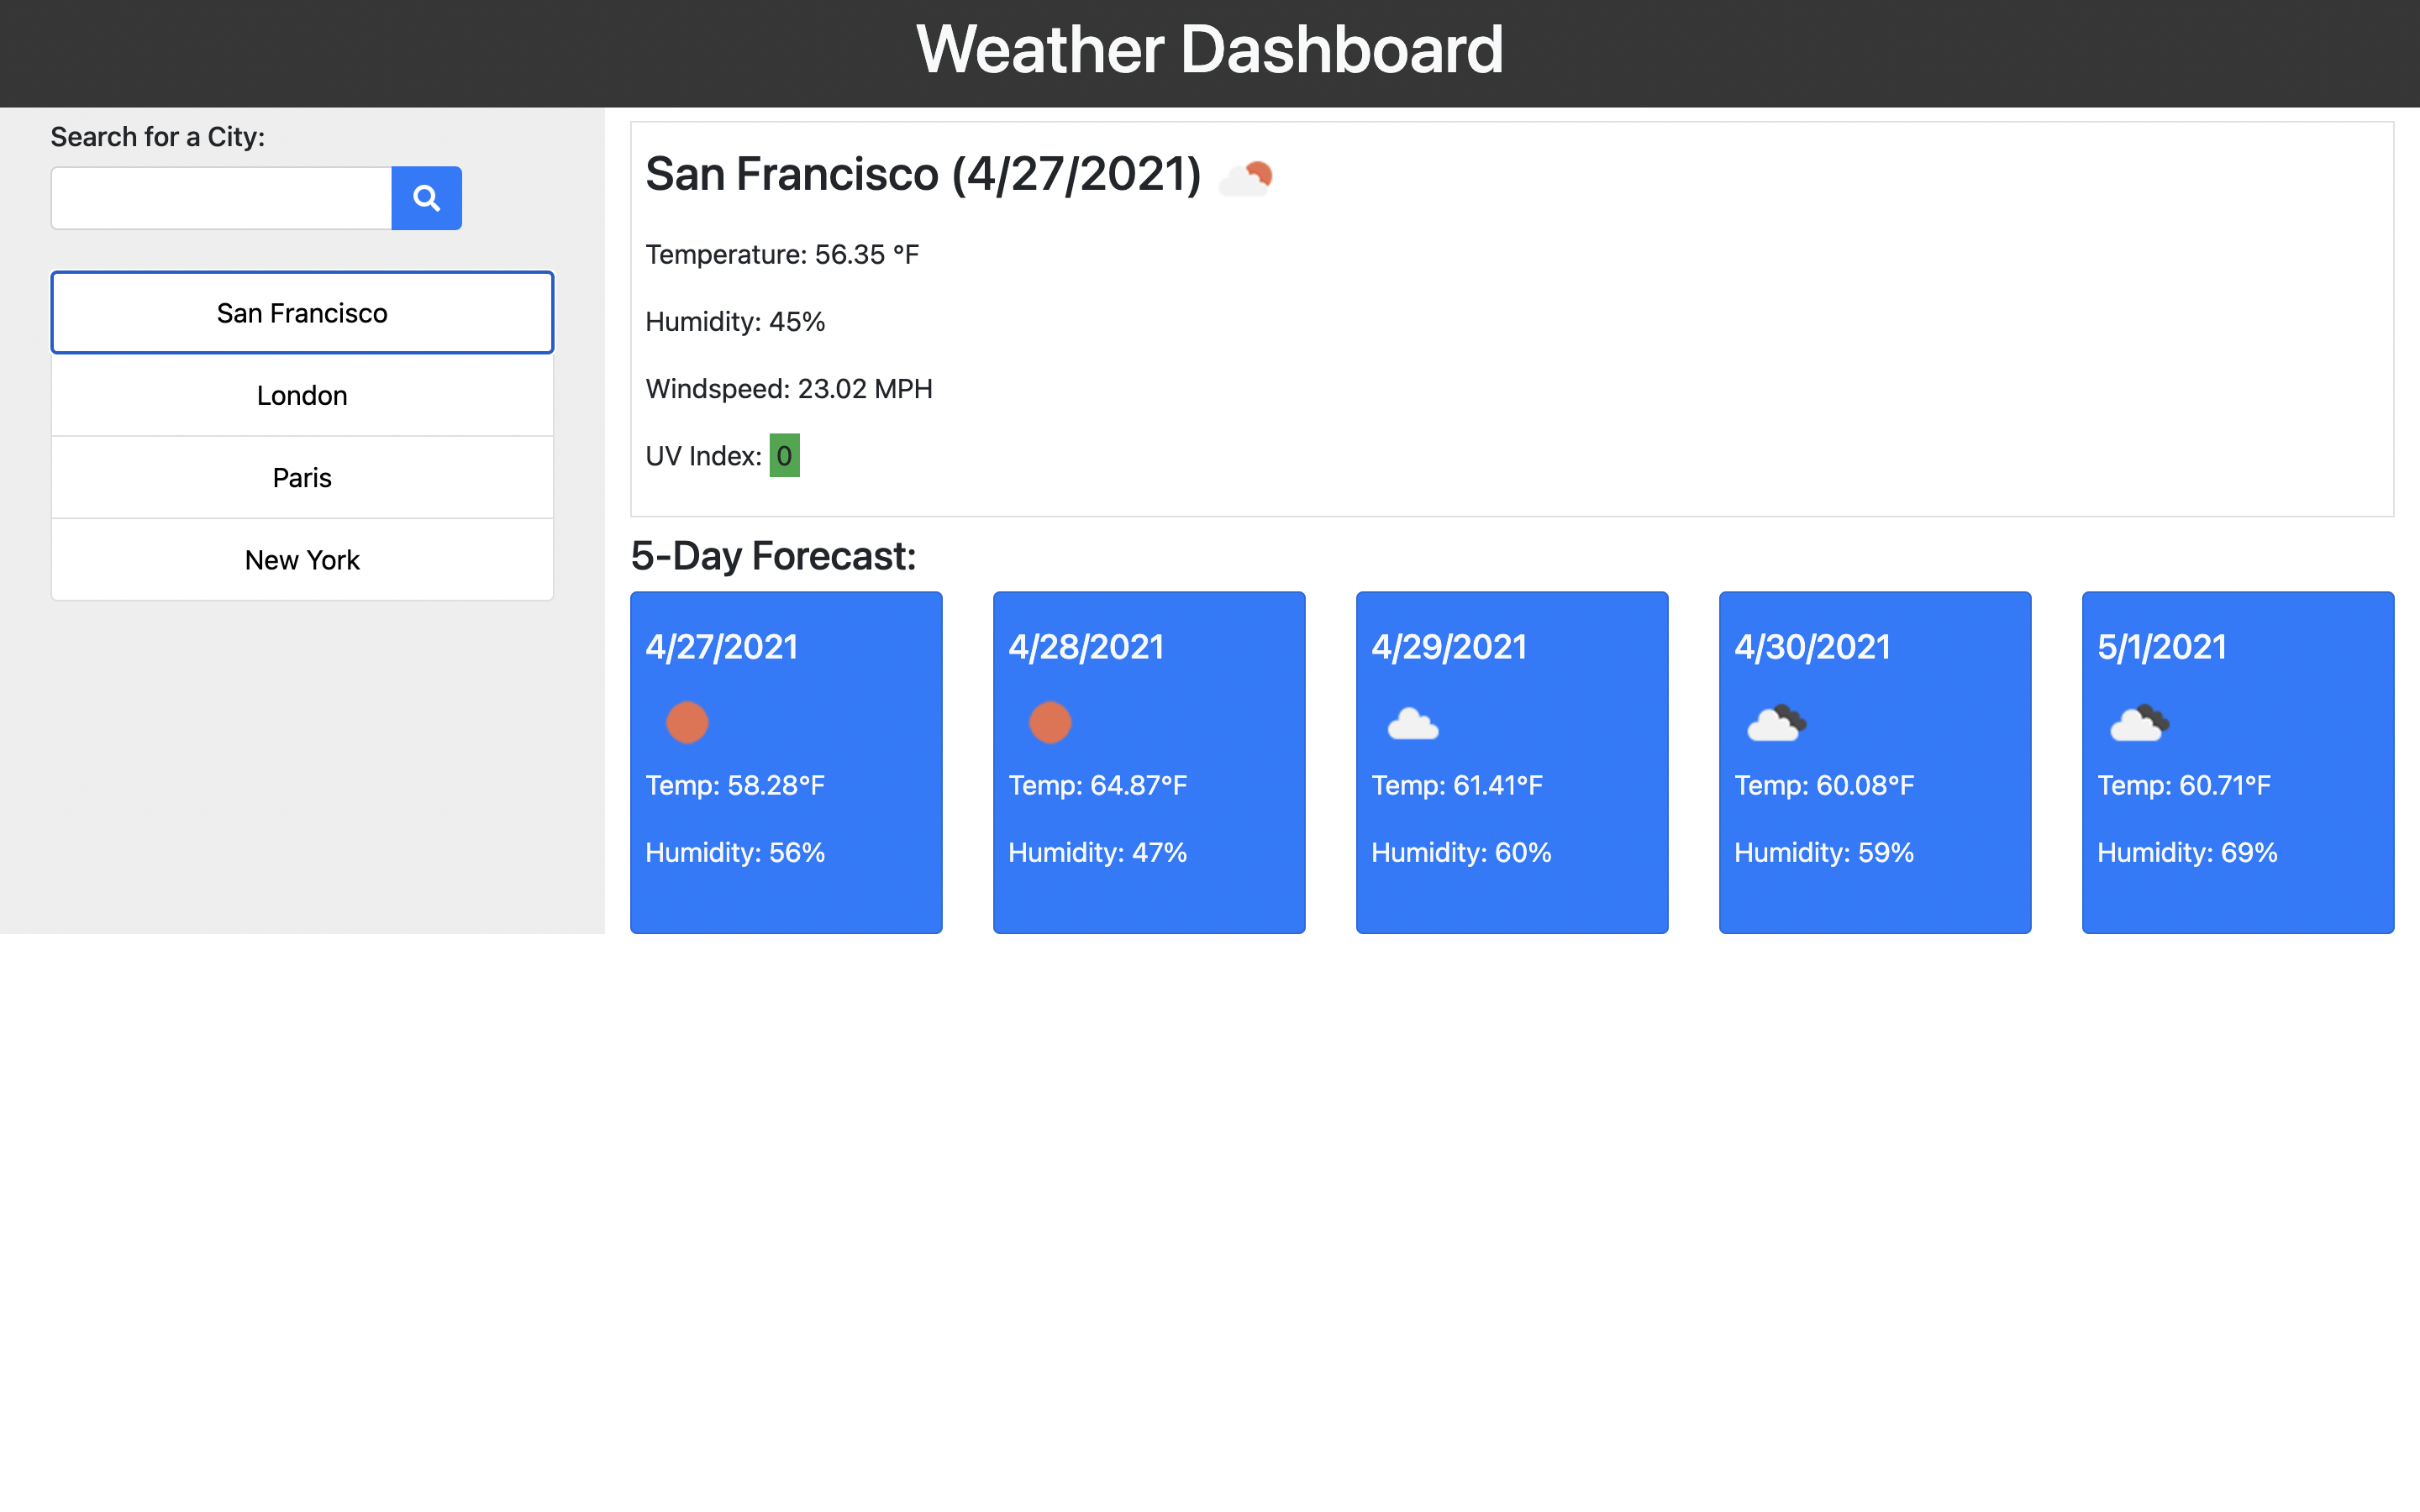 Weather Dashboard
Search for a City:
San Francisco
London
Paris
New York
San Francisco (4/27/2021)
Temperature: 56.35 °F
Humidity: 45%
Windspeed: 23.02 MPH
UV Index: 0
5-Day Forecast:
4/27/2021
Temp: 58.28°F
Humidity: 56%
4/28/2021
Temp: 64.87°F
Humidity: 47%
4/29/2021
Temp: 61.41°F
Humidity: 60%
4/30/2021
Temp: 60.08°F
Humidity: 59%
5/1/2021
Temp: 60.71°F
Humidity: 69%